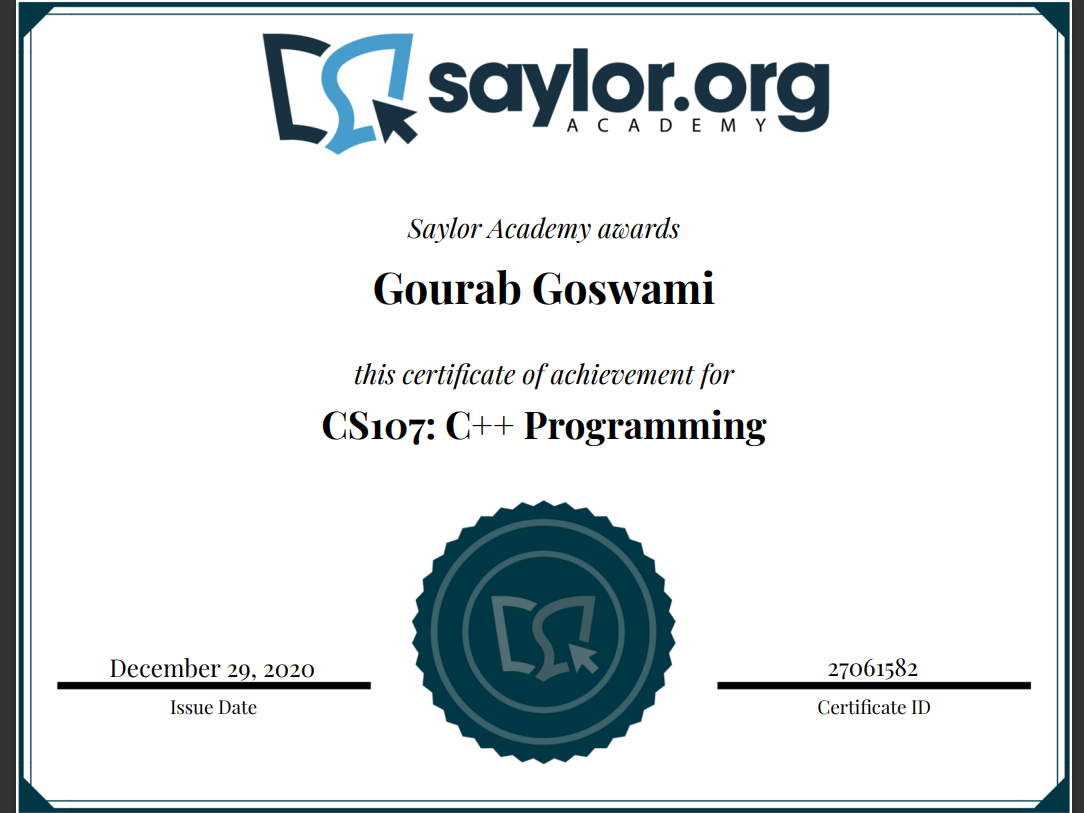 saylor.org
ACADEMY
Saylor Academy awards
Gourab Goswami
this certificate of achievement for
CS107: C++ Programming
December 29, 2020
Issue Date
27061582
Certificate ID